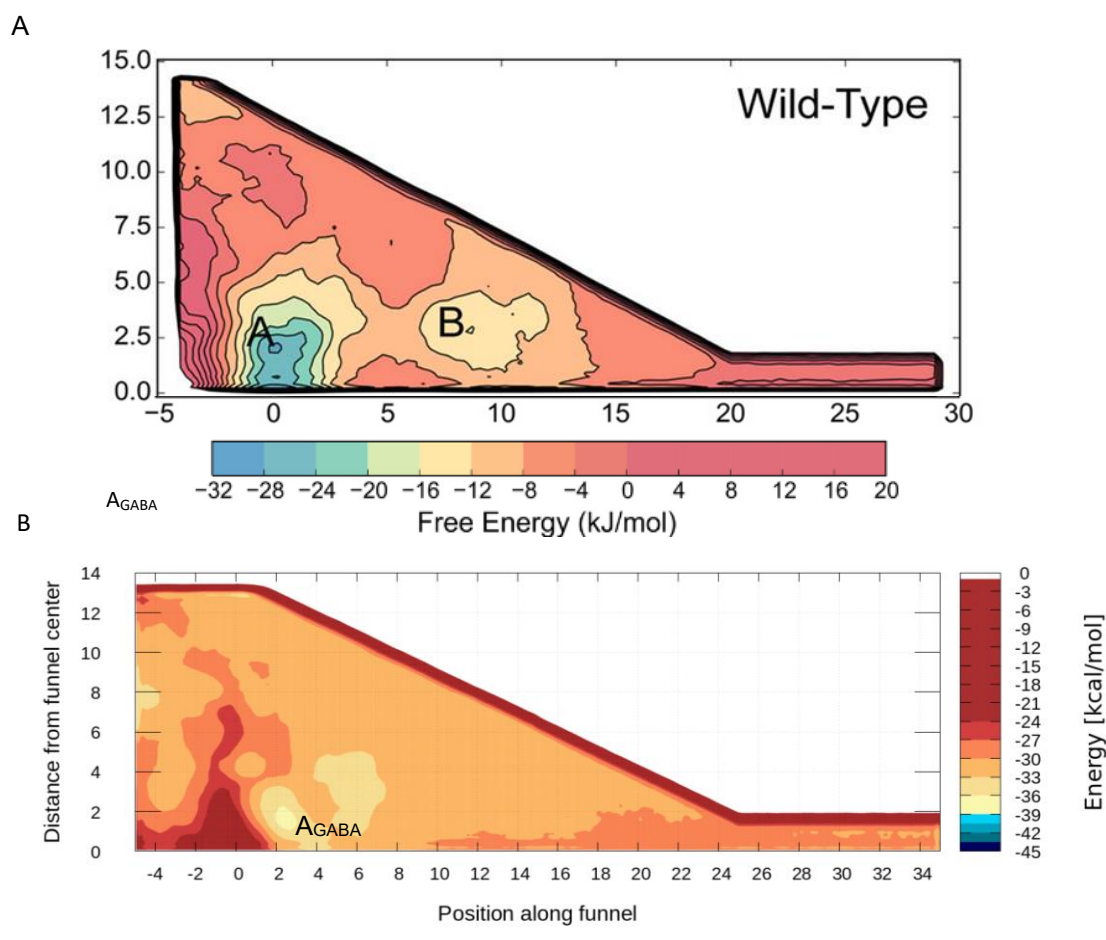 A
15.0
Wild-Type
12.5
10.0
7.5
5.0
A
B
2.5
0.0
−5 0 5 10 15 20 25 30
−32 −28 −24 −20 −16 −12 −8 −4 0 4 8 12 16 20
AGABA
Free Energy (kJ/mol)
B
14
12
10
8
6
4
2
0
Distance from funnel center
AGABA
-4 -2 0 2 4 6 8 10 12 14 16 18 20 22 24 26 28 30 32 34
Position along funnel
0
-3
-6
-9
-12
-15
-18
-21
-24
-27
-30
-33
-36
-39
-42
-45
Energy [kcal/mol]